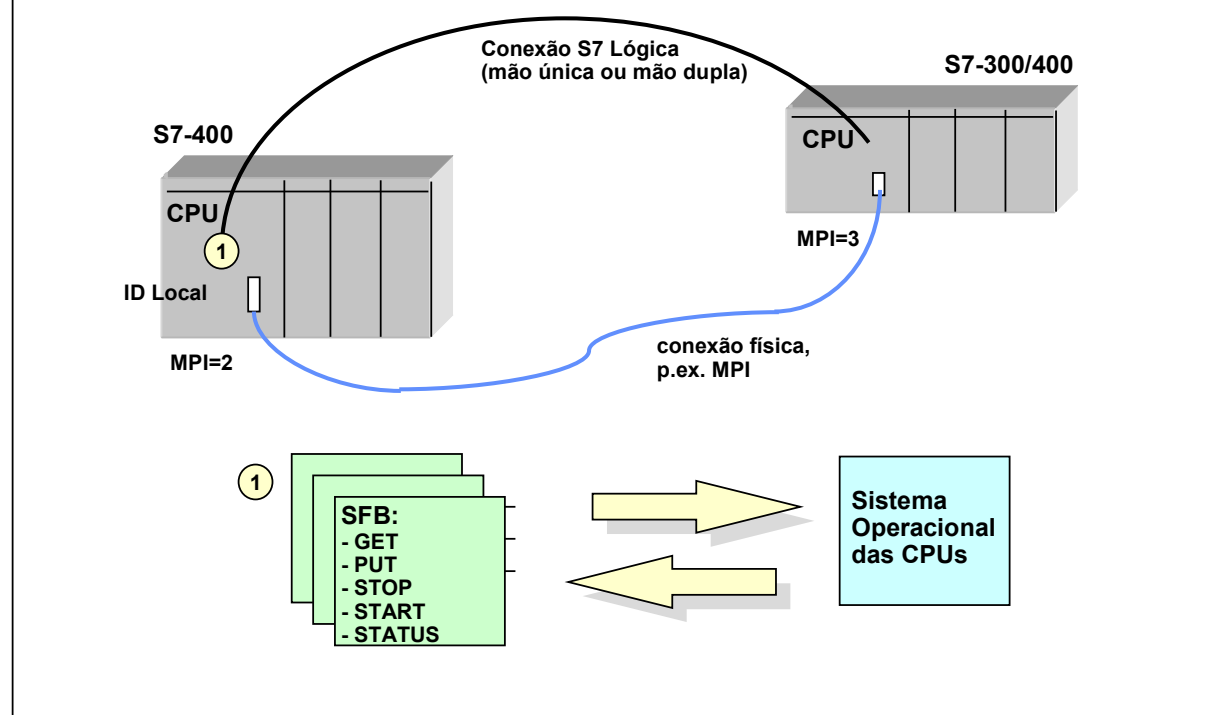 Conexão S7 Lógica
(mão única ou mão dupla)
S7-300/400
S7-400
CPU
CPU
1
ID Local
MPI=3
MPI=2
conexão física,
p.ex. MPI
1
SFB:
- GET
- PUT
- STOP
- START
- STATUS
Sistema
Operacional
das CPUs